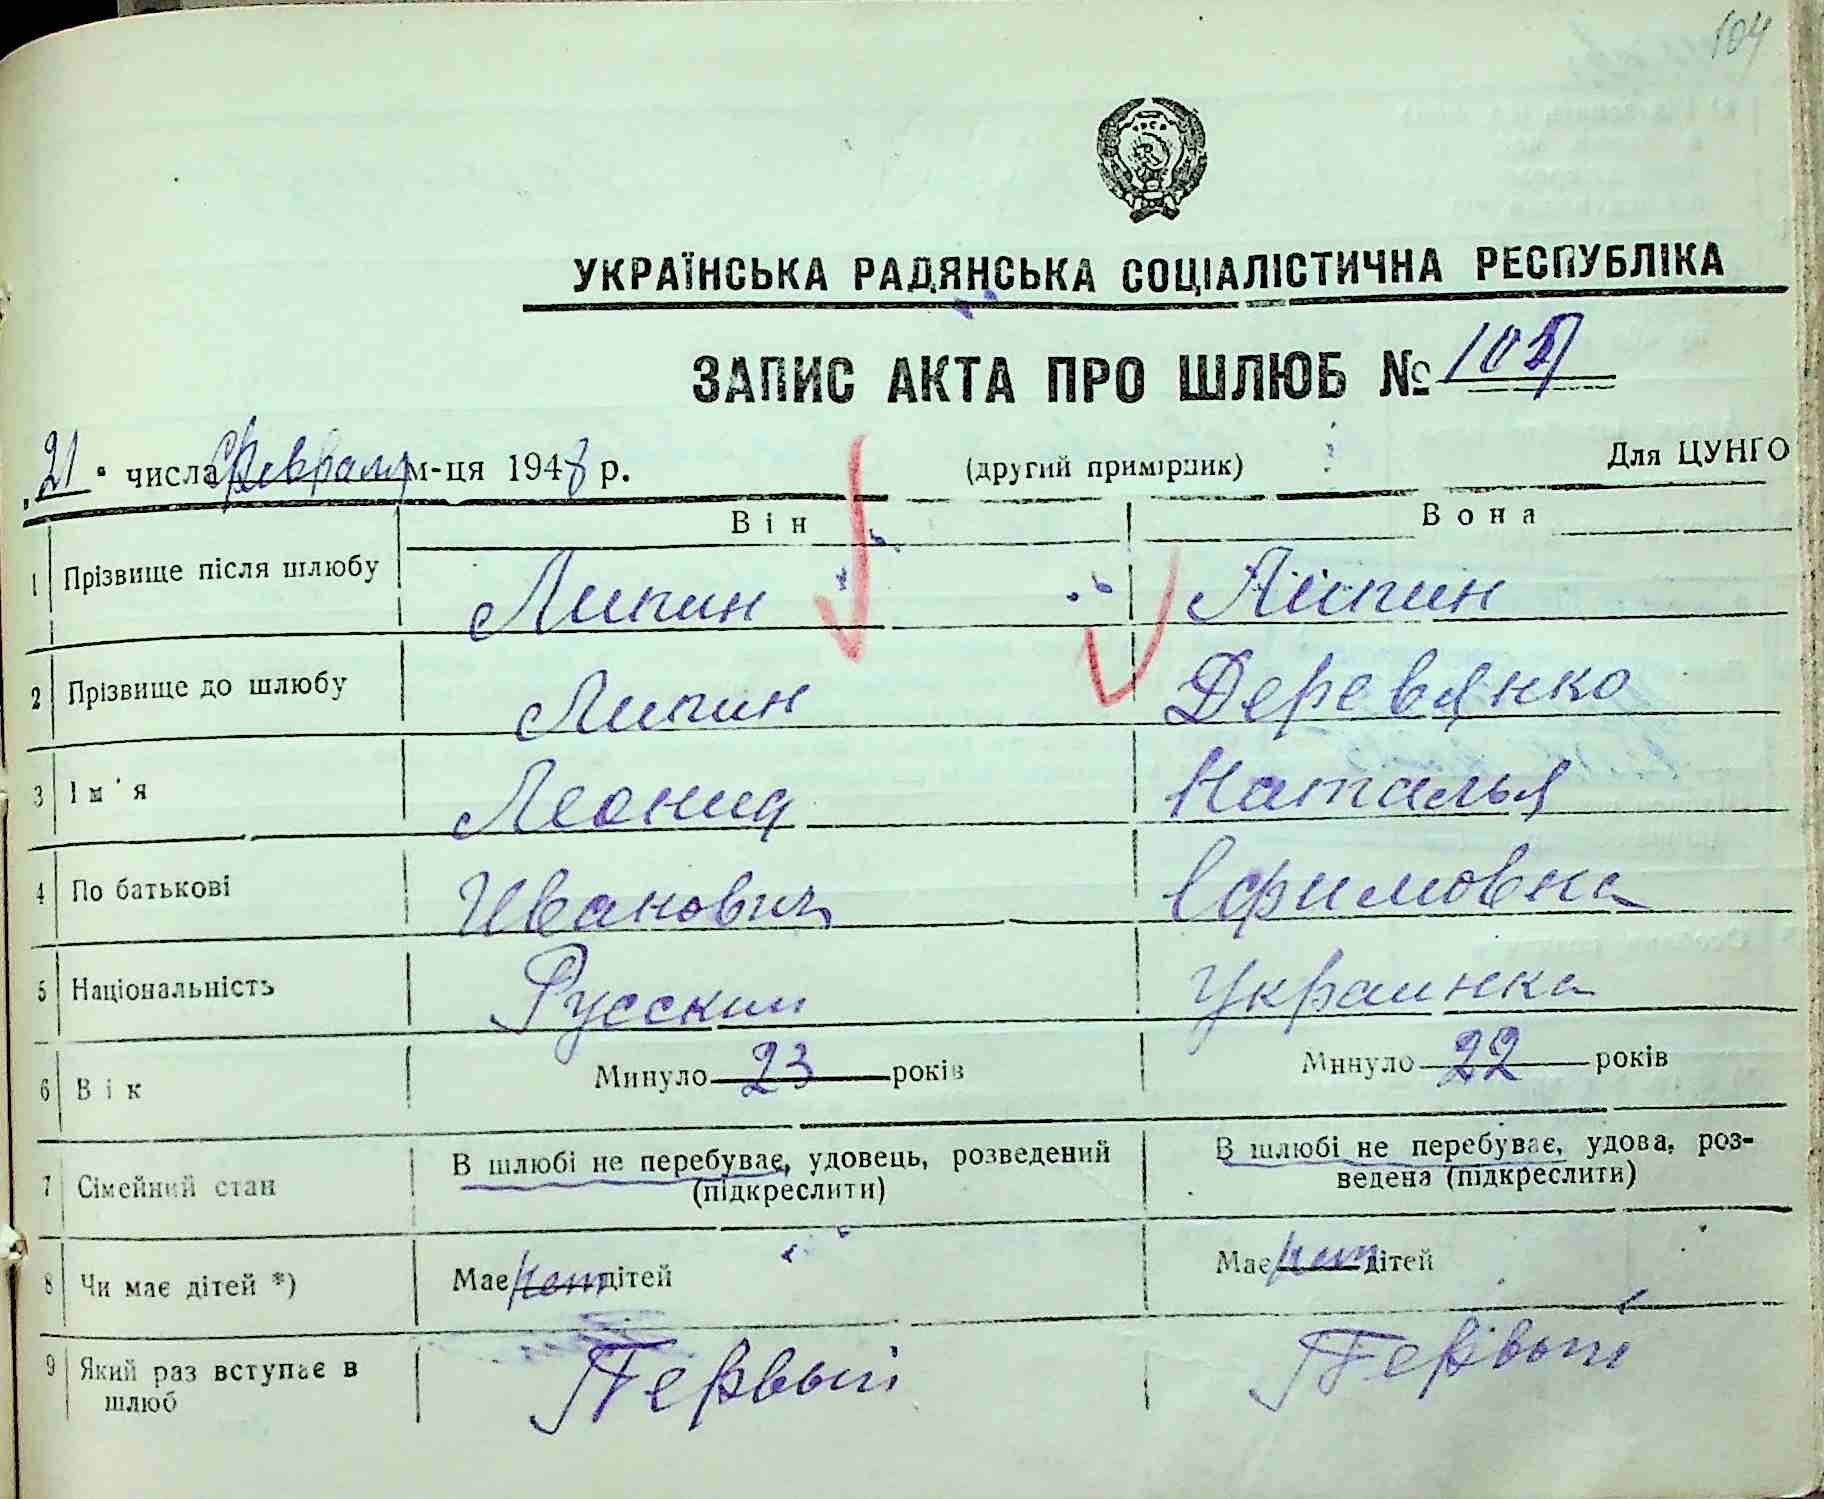 104
УКРАЇНСЬКА РАДЯНСЬКА СОЦІАЛІСТИЧНА РЕСПУБЛІКА
ЗАПИС АКТА ПРО ШЛЮБ №
„21" числа Февраля м-ця 1948 р. (другий примірник) Для ЦУНГО
Він Вона
1 Прізвище після шлюбу Липин Липин
2 Прізвище до шлюбу Липин Деревянко
3 Ім'я Леонид Наталья
4 По батькові Иванович Ефимовна
5 Національність Русский Украинка
6 Вік Минуло 23 років Минуло 22 років
7 Сімейний стан В шлюбі не перебуває, удовець, розведений (підкреслити) В шлюбі не перебуває, удова, роз-
ведена (підкреслити)
8 Чи має дітей *) Має нет дітей Має нет дітей
9 Який раз вступає в
шлюб Первый Первый